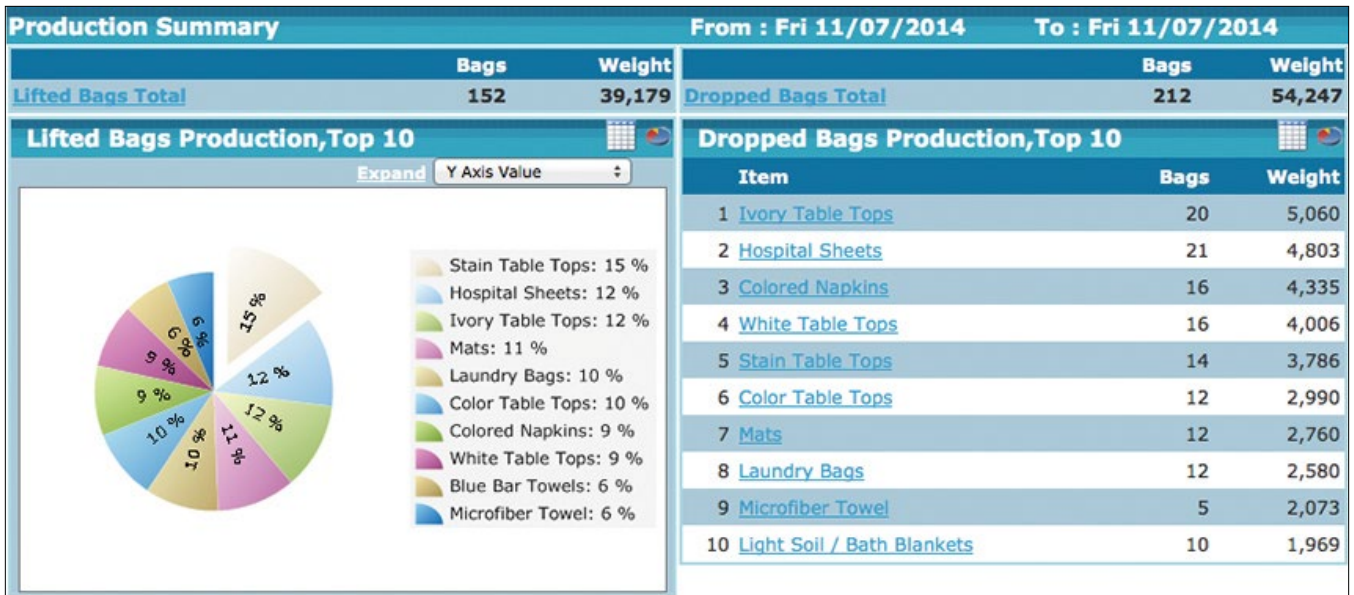 Production Summary From : Fri 11/07/2014 To : Fri 11/07/2014
Bags Weight
Lifted Bags Total 152 39,179
Bags Weight
Dropped Bags Total 212 54,247
Lifted Bags Production,Top 10
Expand Y Axis Value
15 %
12 %
12 %
11 %
10 %
10 %
9 %
9 %
6 %
6 %
Stain Table Tops: 15 %
Hospital Sheets: 12 %
Ivory Table Tops: 12 %
Mats: 11 %
Laundry Bags: 10 %
Color Table Tops: 10 %
Colored Napkins: 9 %
White Table Tops: 9 %
Blue Bar Towels: 6 %
Microfiber Towel: 6 %
Dropped Bags Production,Top 10
Item Bags Weight
1 Ivory Table Tops 20 5,060
2 Hospital Sheets 21 4,803
3 Colored Napkins 16 4,335
4 White Table Tops 16 4,006
5 Stain Table Tops 14 3,786
6 Color Table Tops 12 2,990
7 Mats 12 2,760
8 Laundry Bags 12 2,580
9 Microfiber Towel 5 2,073
10 Light Soil / Bath Blankets 10 1,969